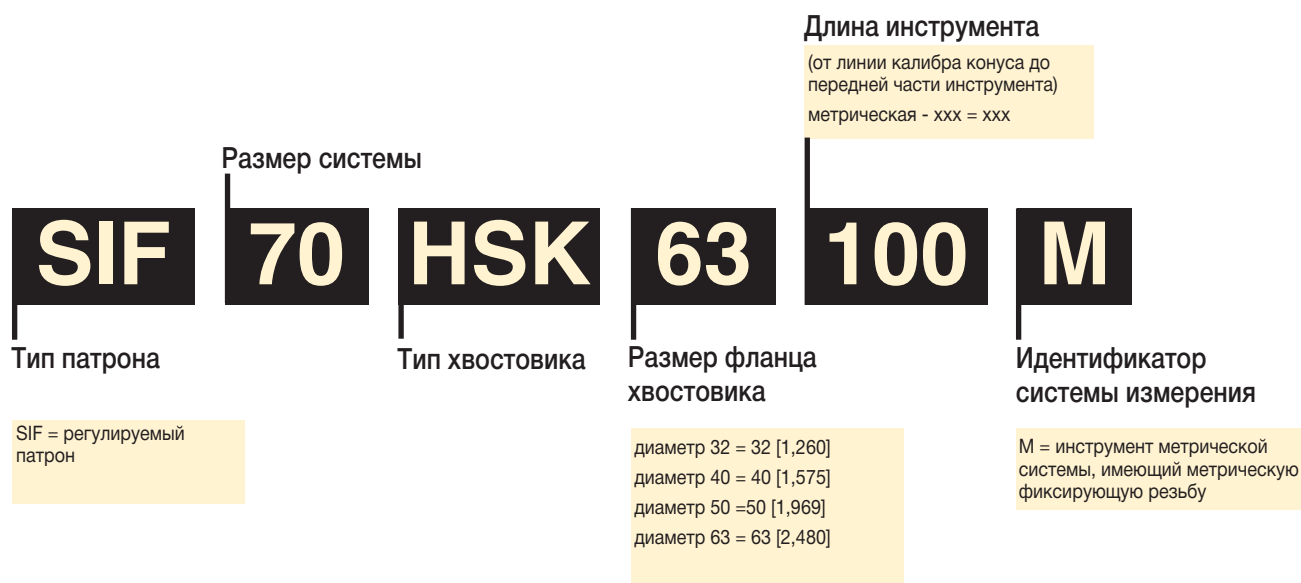 Длина инструмента
(от линии калибра конуса до
передней части инструмента)
метрическая - xxx = xxx
Размер системы
SIF 70 HSK 63 100 M
Тип патрона
Тип хвостовика
Размер фланца
хвостовика
Идентификатор
системы измерения
SIF = регулируемый
патрон
диаметр 32 = 32 [1,260]
диаметр 40 = 40 [1,575]
диаметр 50 =50 [1,969]
диаметр 63 = 63 [2,480]
М = инструмент метрической
системы, имеющий метрическую
фиксирующую резьбу